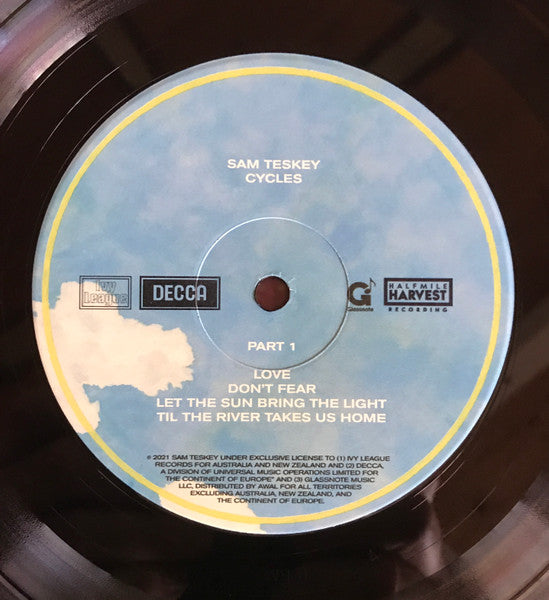 SAM TESKEY
CYCLES
Ivy
League
DECCA
G
Glassnote
HALFMILE
HARVEST
RECORDING
PART 1
LOVE
DON'T FEAR
LET THE SUN BRING THE LIGHT
TIL THE RIVER TAKES US HOME
℗ 2021 SAM TESKEY UNDER EXCLUSIVE LICENSE TO (1) IVY LEAGUE
RECORDS FOR AUSTRALIA AND NEW ZEALAND AND (2) DECCA,
A DIVISION OF UNIVERSAL MUSIC OPERATIONS LIMITED FOR
THE CONTINENT OF EUROPE" AND (3) GLASSNOTE MUSIC
LLC, DISTRIBUTED BY AWAL FOR ALL TERRITORIES
EXCLUDING AUSTRALIA, NEW ZEALAND, AND
THE CONTINENT OF EUROPE.